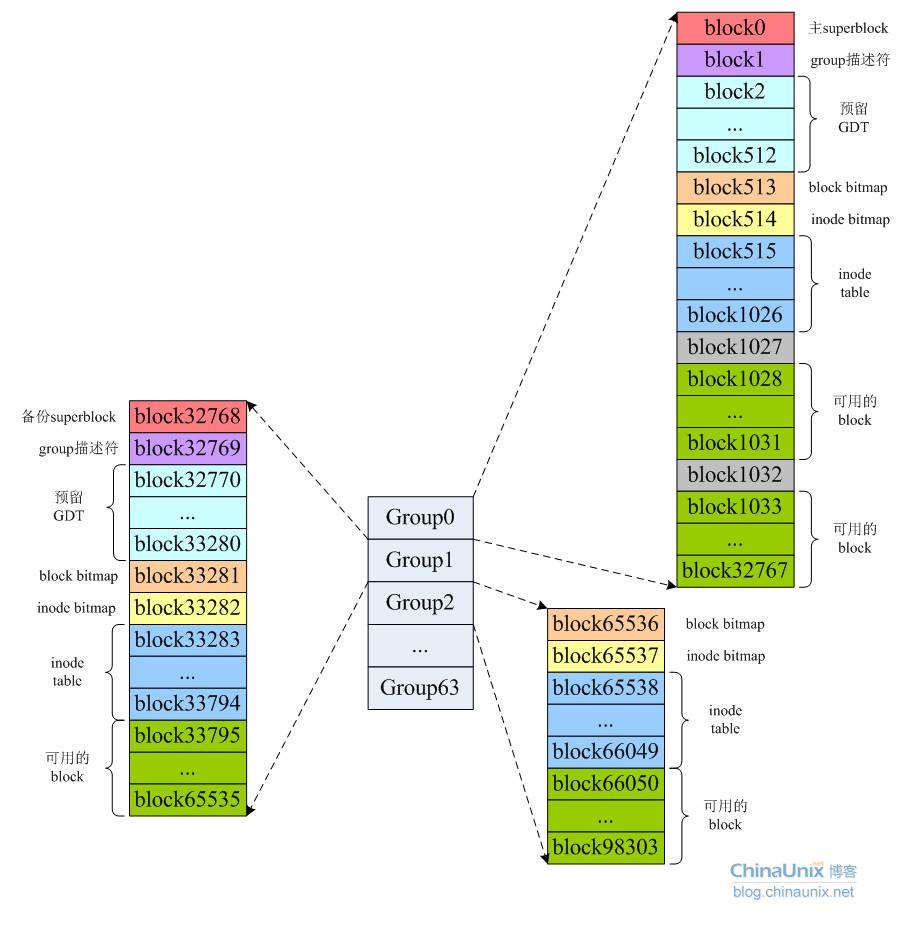 block0 主superblock
block1 group描述符
block2
...
block512
预留
GDT
block513 block bitmap
block514 inode bitmap
block515
...
block1026
inode
table
block1027
block1028
...
block1031
可用的
block
block1032
block1033
...
block32767
可用的
block
备份superblock block32768
group描述符 block32769
预留
GDT
block32770
...
block33280
block bitmap block33281
inode bitmap block33282
inode
table
block33283
...
block33794
可用的
block
block33795
...
block65535
Group0
Group1
Group2
...
Group63
block65536 block bitmap
block65537 inode bitmap
block65538
...
block66049
inode
table
block66050
...
block98303
可用的
block
ChinaUnix.net 博客
blog.chinaunix.net